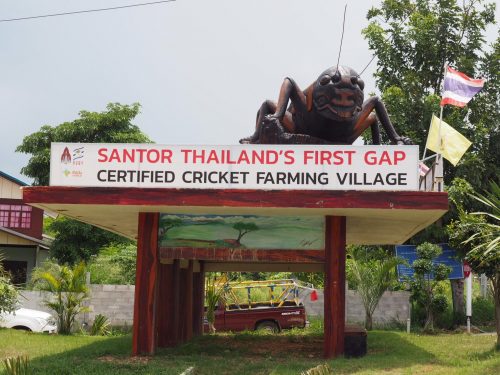 SANTOR THAILAND'S FIRST GAP
CERTIFIED CRICKET FARMING VILLAGE